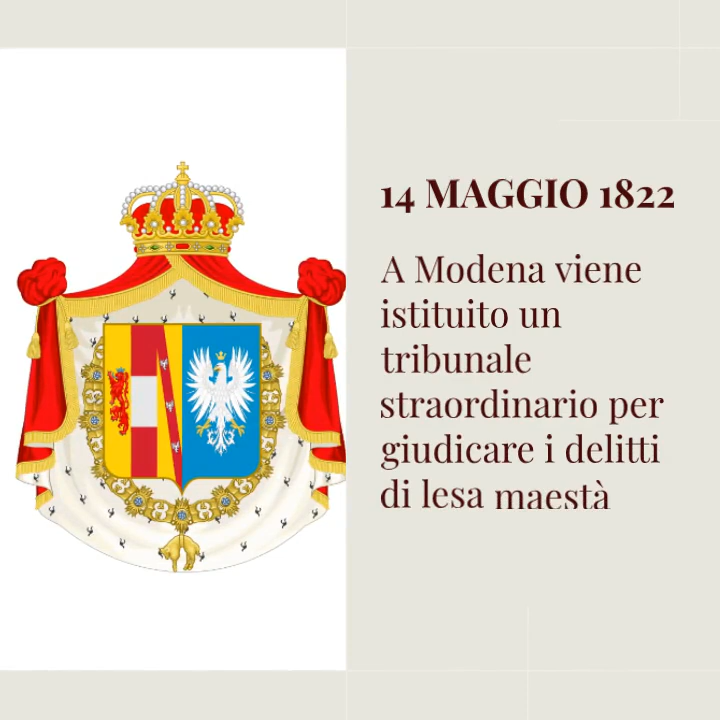 14 MAGGIO 1822
A Modena viene
istituito un
tribunale
straordinario per
giudicare i delitti
di lesa maestà